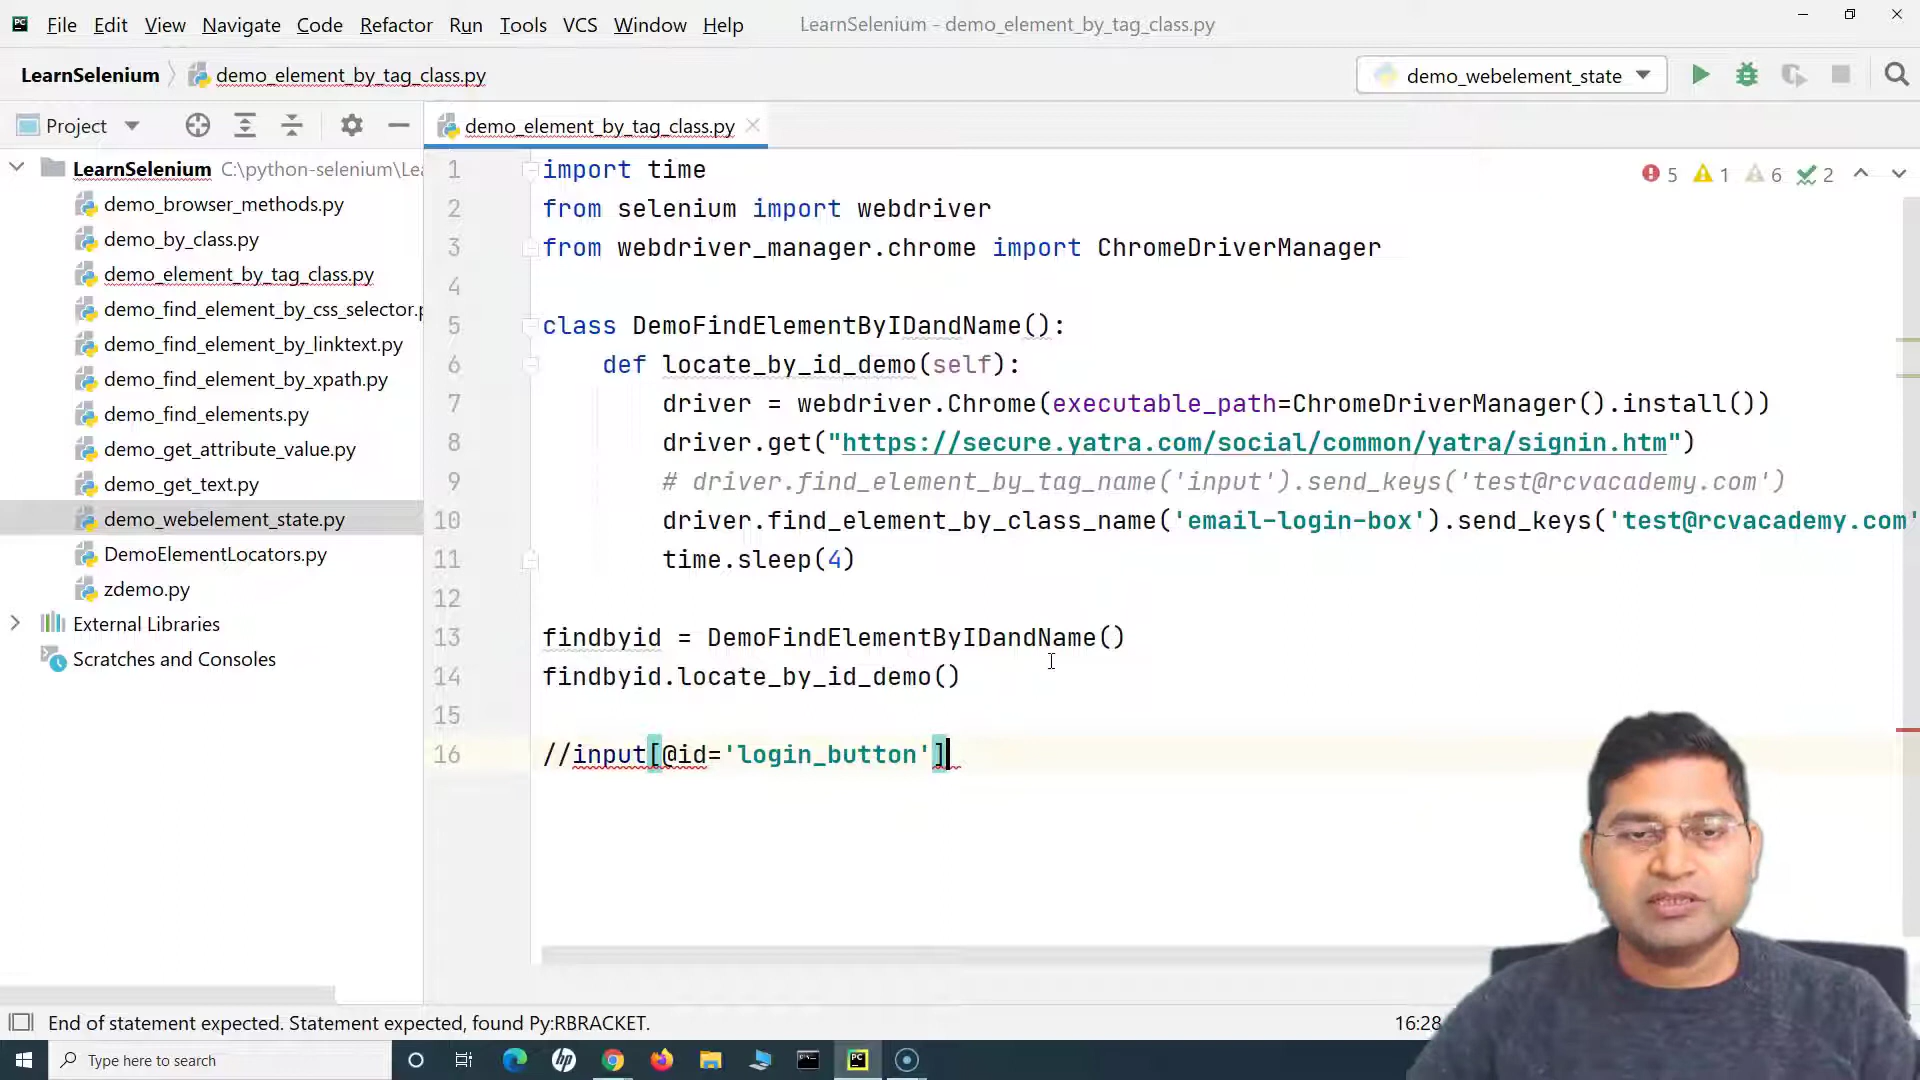 File Edit View Navigate Code Refactor Run Tools VCS Window Help LearnSelenium - demo_element_by_tag_class.py
LearnSelenium demo_element_by_tag_class.py demo_webelement_state
Project demo_element_by_tag_class.py
LearnSelenium C:\python-selenium\Le
demo_browser_methods.py
demo_by_class.py
demo_element_by_tag_class.py
demo_find_element_by_css_selector.p
demo_find_element_by_linktext.py
demo_find_element_by_xpath.py
demo_find_elements.py
demo_get_attribute_value.py
demo_get_text.py
demo_webelement_state.py
DemoElementLocators.py
zdemo.py
External Libraries
Scratches and Consoles
5 1 6 2
1 import time
2 from selenium import webdriver
3 from webdriver_manager.chrome import ChromeDriverManager
4
5 class DemoFindElementByIDandName():
6 def locate_by_id_demo(self):
7 driver = webdriver.Chrome(executable_path=ChromeDriverManager().install())
8 driver.get("https://secure.yatra.com/social/common/yatra/signin.htm")
9 # driver.find_element_by_tag_name('input').send_keys('test@rcvacademy.com')
10 driver.find_element_by_class_name('email-login-box').send_keys('test@rcvacademy.com'
11 time.sleep(4)
12
13 findbyid = DemoFindElementByIDandName()
14 findbyid.locate_by_id_demo()
15
16 //input[@id='login_button']
End of statement expected. Statement expected, found Py:RBRACKET. 16:28
Type here to search